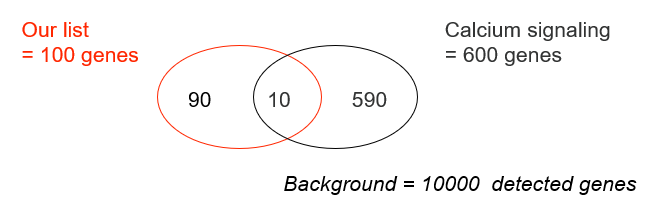 Our list
= 100 genes
Calcium signaling
= 600 genes
90
10
590
Background = 10000 detected genes